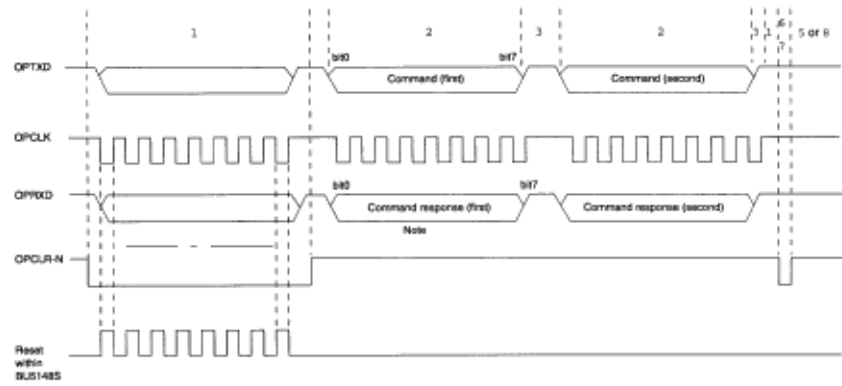 1 2 3 2 3 1 6 5 or 8
7
bit0 bit7
OPTXD Command (first) Command (second)
OPCLK
bit0 bit7
OPRXD Command response (first) Command response (second)
Note
OPCLR-N
Reset
within
BU5148S